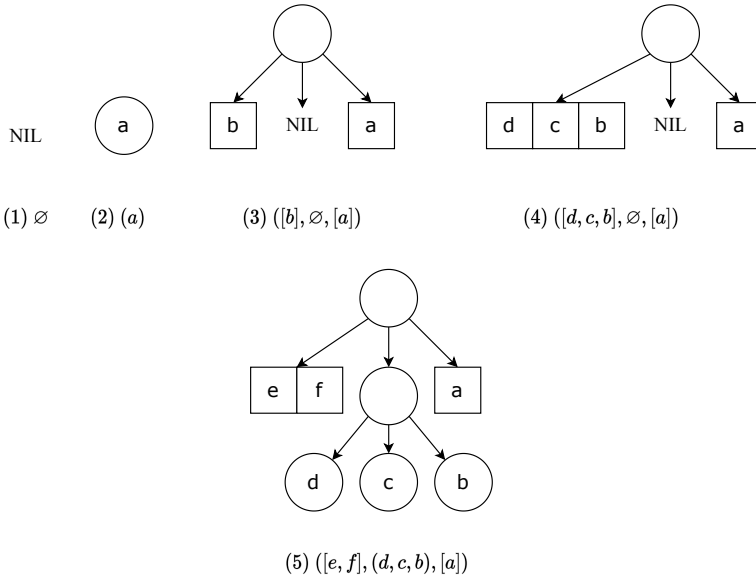 NIL
a
b
NIL
a
d
c
b
NIL
a
(1) ∅
(2) (a)
(3) ([b], ∅, [a])
(4) ([d, c, b], ∅, [a])
e
f
a
d
c
b
(5) ([e, f], (d, c, b), [a])